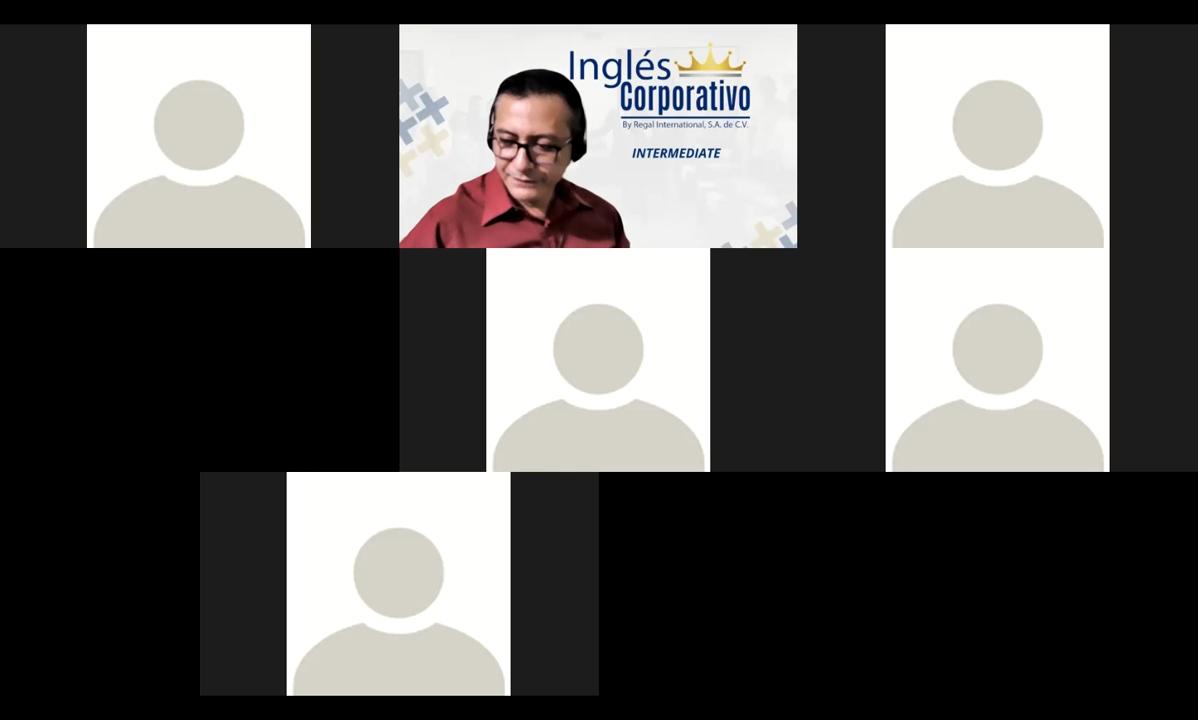 Inglés
Corporativo
By Regal International, S.A. de C.V.
INTERMEDIATE